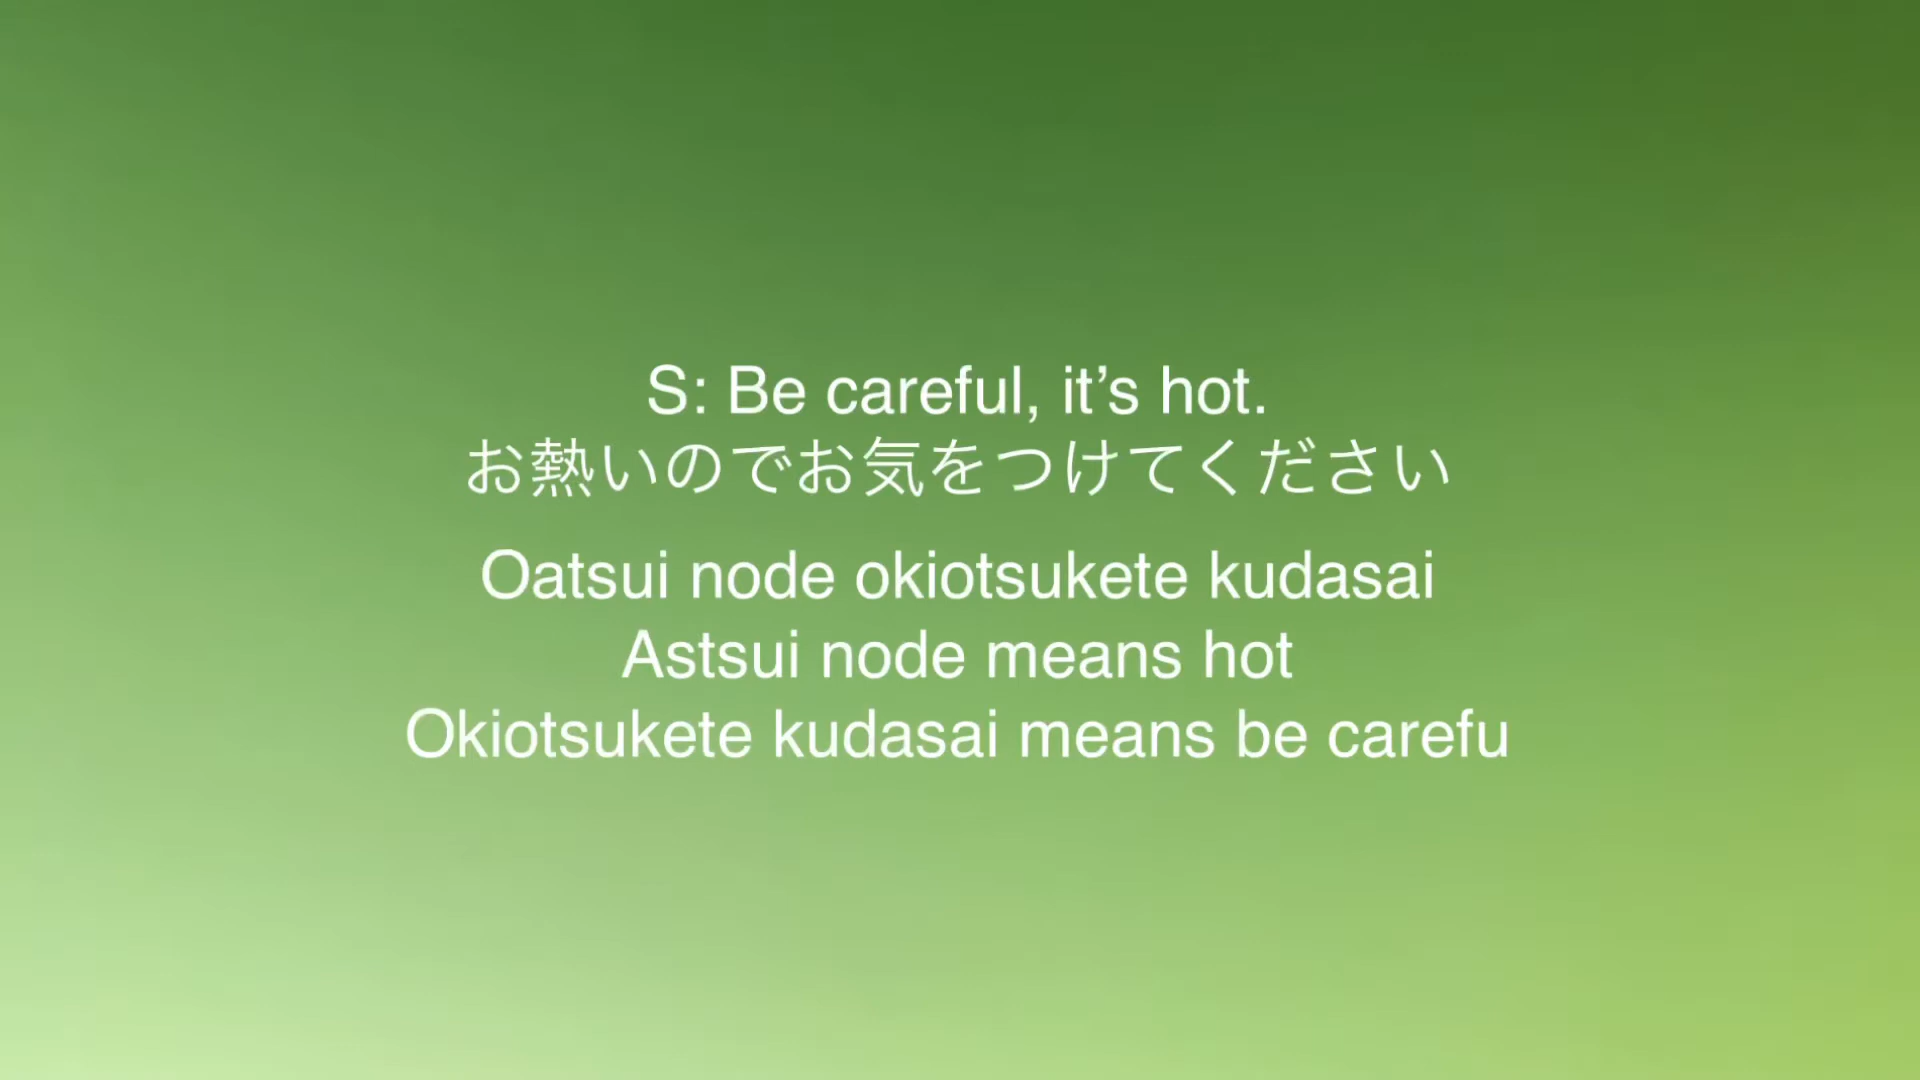 S: Be careful, it’s hot.
お熱いのでお気をつけてください
Oatsui node okiotsukete kudasai
Astsui node means hot
Okiotsukete kudasai means be carefu